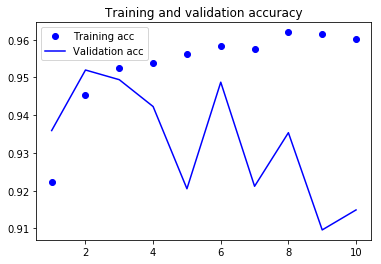 Training and validation accuracy
Training acc
Validation acc
0.96
0.95
0.94
0.93
0.92
0.91
2 4 6 8 10